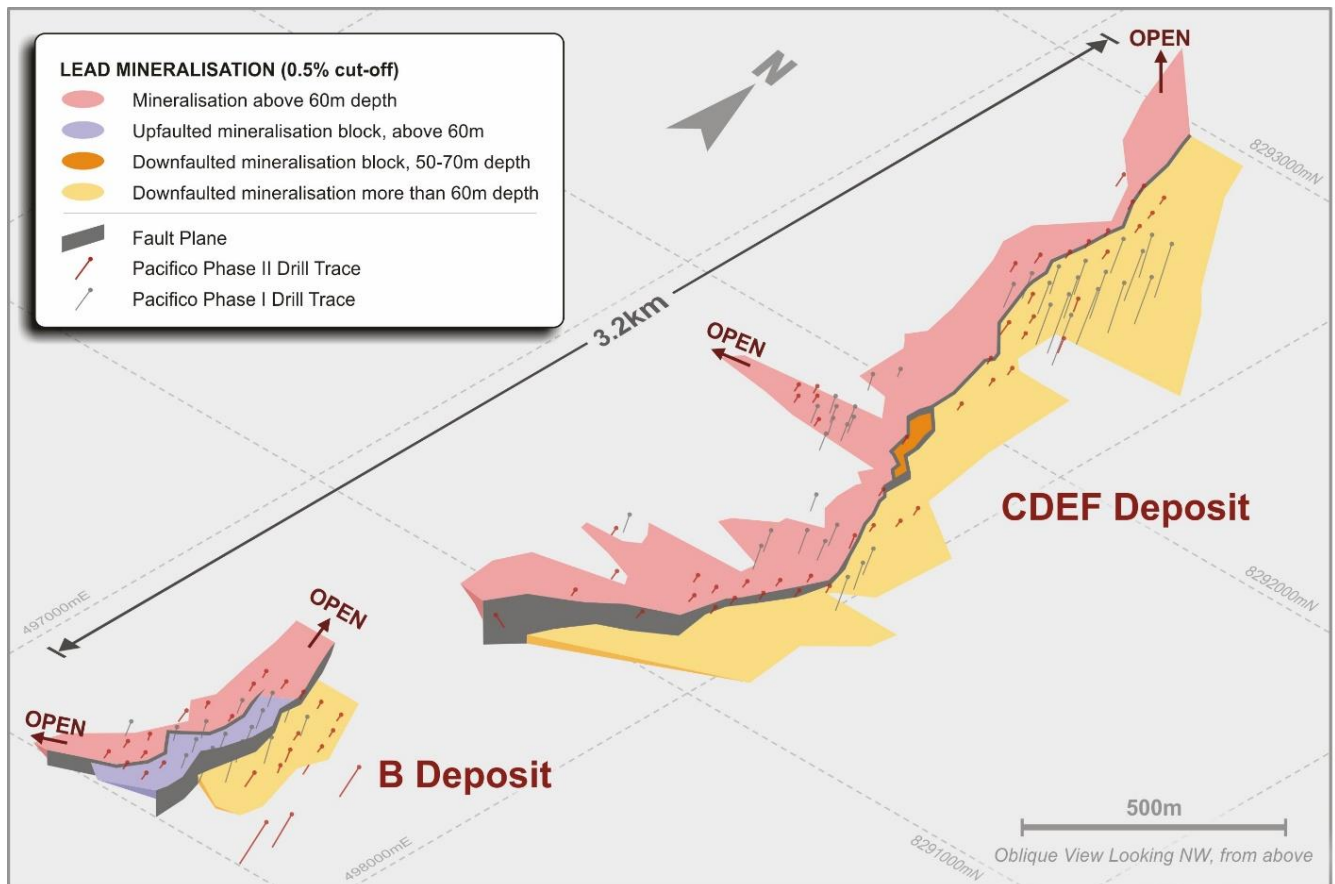 LEAD MINERALISATION (0.5% cut-off)
Mineralisation above 60m depth
Upfaulted mineralisation block, above 60m
Downfaulted mineralisation block, 50-70m depth
Downfaulted mineralisation more than 60m depth
Fault Plane
Pacifico Phase II Drill Trace
Pacifico Phase I Drill Trace
N
OPEN
8293000mN
3.2km
OPEN
CDEF Deposit
8292000mN
497000mE
OPEN
OPEN
B Deposit
498000mE
8291000mN
500m
Oblique View Looking NW, from above